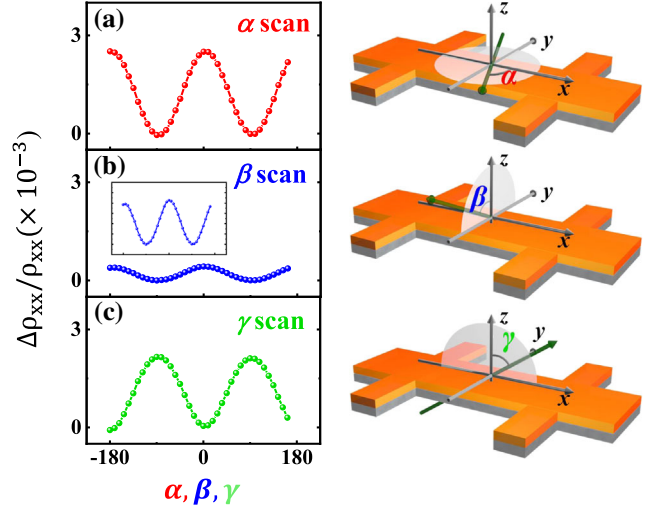 (a)
α scan
3
0
(b)
β scan
3
0
(c)
γ scan
3
0
-180 0 180
α, β, γ
Δρxx/ρxx(× 10⁻³)
z
y
α
x
z
β
y
x
z
y
γ
x